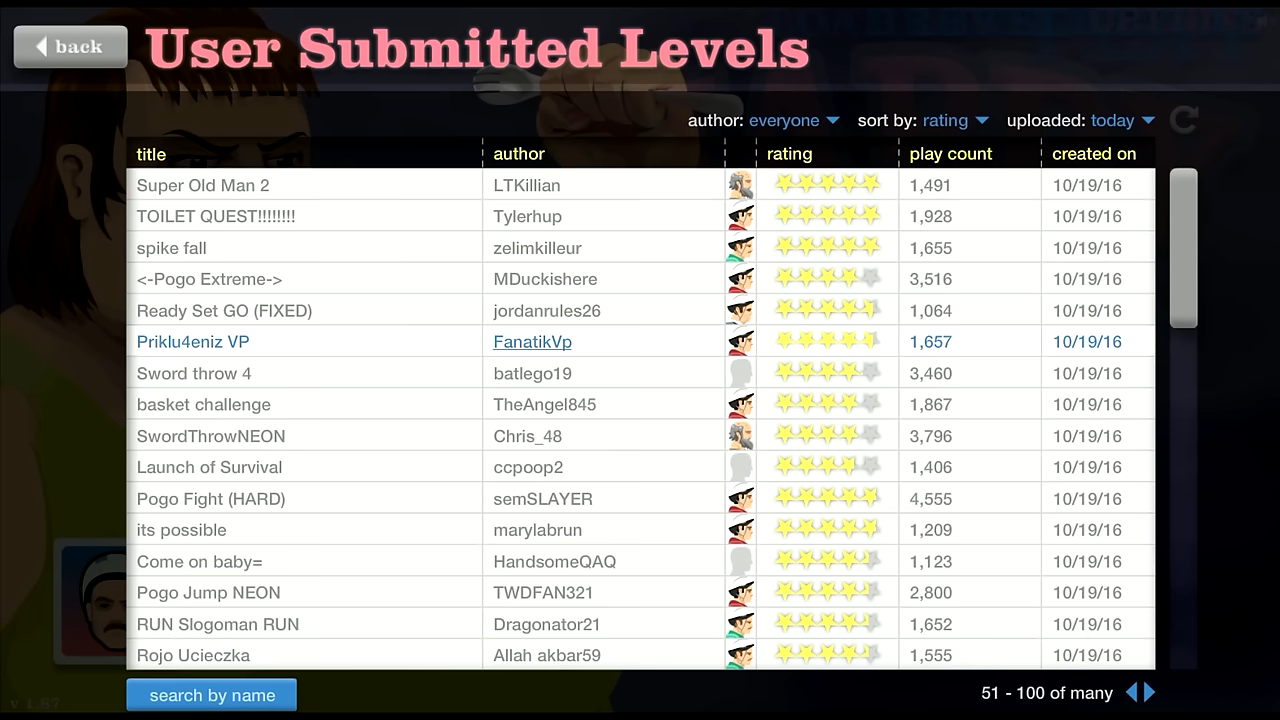 back
User Submitted Levels
author: everyone sort by: rating uploaded: today
title author rating play count created on
Super Old Man 2 LTKillian 1,491 10/19/16
TOILET QUEST!!!!!!!! Tylerhup 1,928 10/19/16
spike fall zelimkilleur 1,655 10/19/16
<-Pogo Extreme-> MDuckishere 3,516 10/19/16
Ready Set GO (FIXED) jordanrules26 1,064 10/19/16
Priklu4eniz VP FanatikVp 1,657 10/19/16
Sword throw 4 batlego19 3,460 10/19/16
basket challenge TheAngel845 1,867 10/19/16
SwordThrowNEON Chris_48 3,796 10/19/16
Launch of Survival ccpoop2 1,406 10/19/16
Pogo Fight (HARD) semSLAYER 4,555 10/19/16
its possible marylabrun 1,209 10/19/16
Come on baby= HandsomeQAQ 1,123 10/19/16
Pogo Jump NEON TWDFAN321 2,800 10/19/16
RUN Slogoman RUN Dragonator21 1,652 10/19/16
Rojo Ucieczka Allah akbar59 1,555 10/19/16
search by name 51 - 100 of many
v 1.87